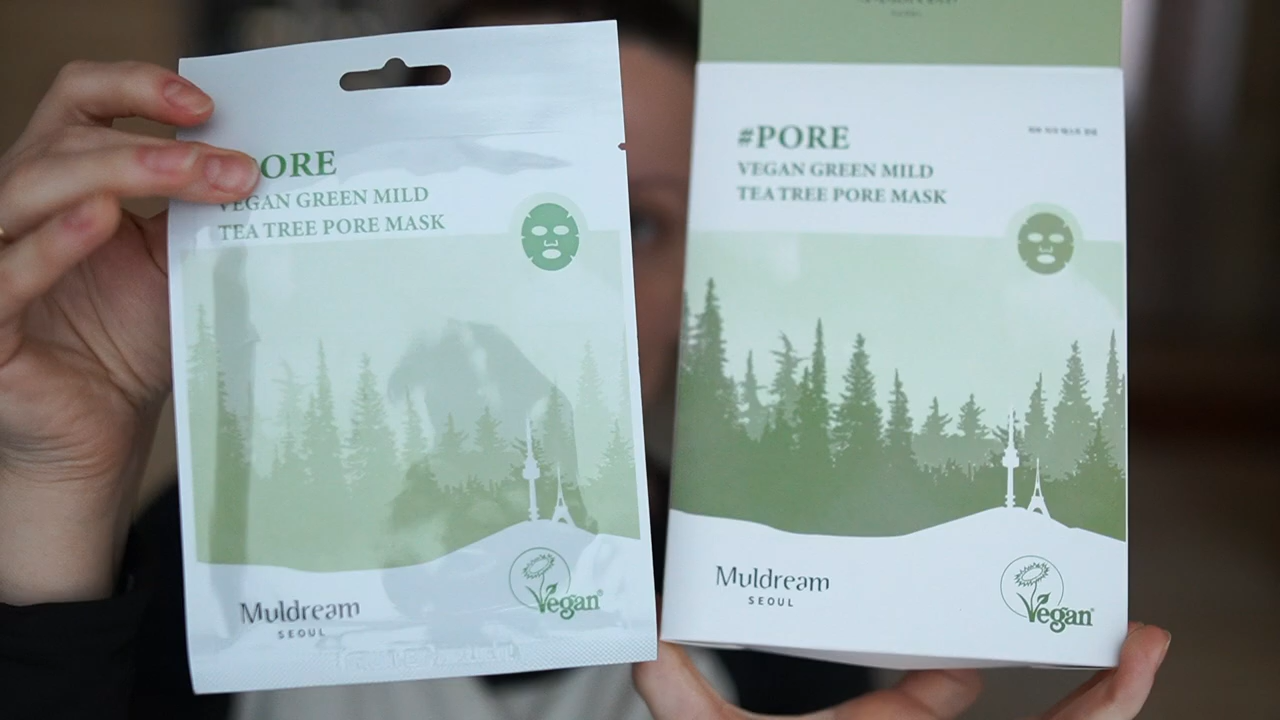 ORE
VEGAN GREEN MILD
TEA TREE PORE MASK
Muldream
SEOUL
Vegan®
#PORE
VEGAN GREEN MILD
TEA TREE PORE MASK
Muldream
SEOUL
Vegan®